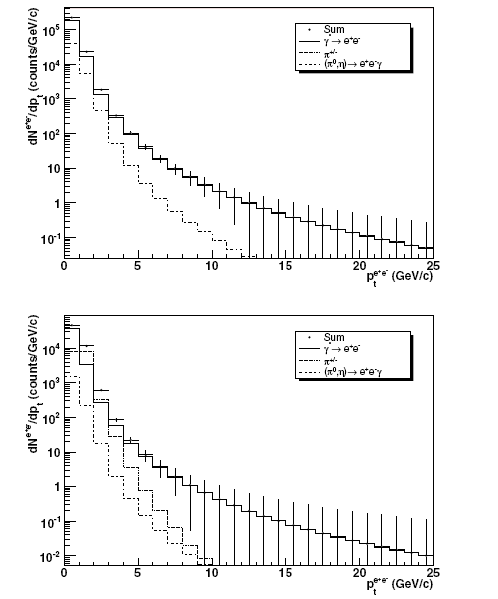 dN^{e⁺e⁻}/dp_t (counts/GeV/c)
10⁵
10⁴
10³
10²
10
1
10⁻¹
Sum
γ → e⁺e⁻
π⁺/⁻
(π⁰,η) → e⁺e⁻γ
0 5 10 15 20 25
p_t^{e⁺e⁻} (GeV/c)
dN^{e⁺e⁻}/dp_t (counts/GeV/c)
10⁴
10³
10²
10
1
10⁻¹
10⁻²
Sum
γ → e⁺e⁻
π⁺/⁻
(π⁰,η) → e⁺e⁻γ
0 5 10 15 20 25
p_t^{e⁺e⁻} (GeV/c)